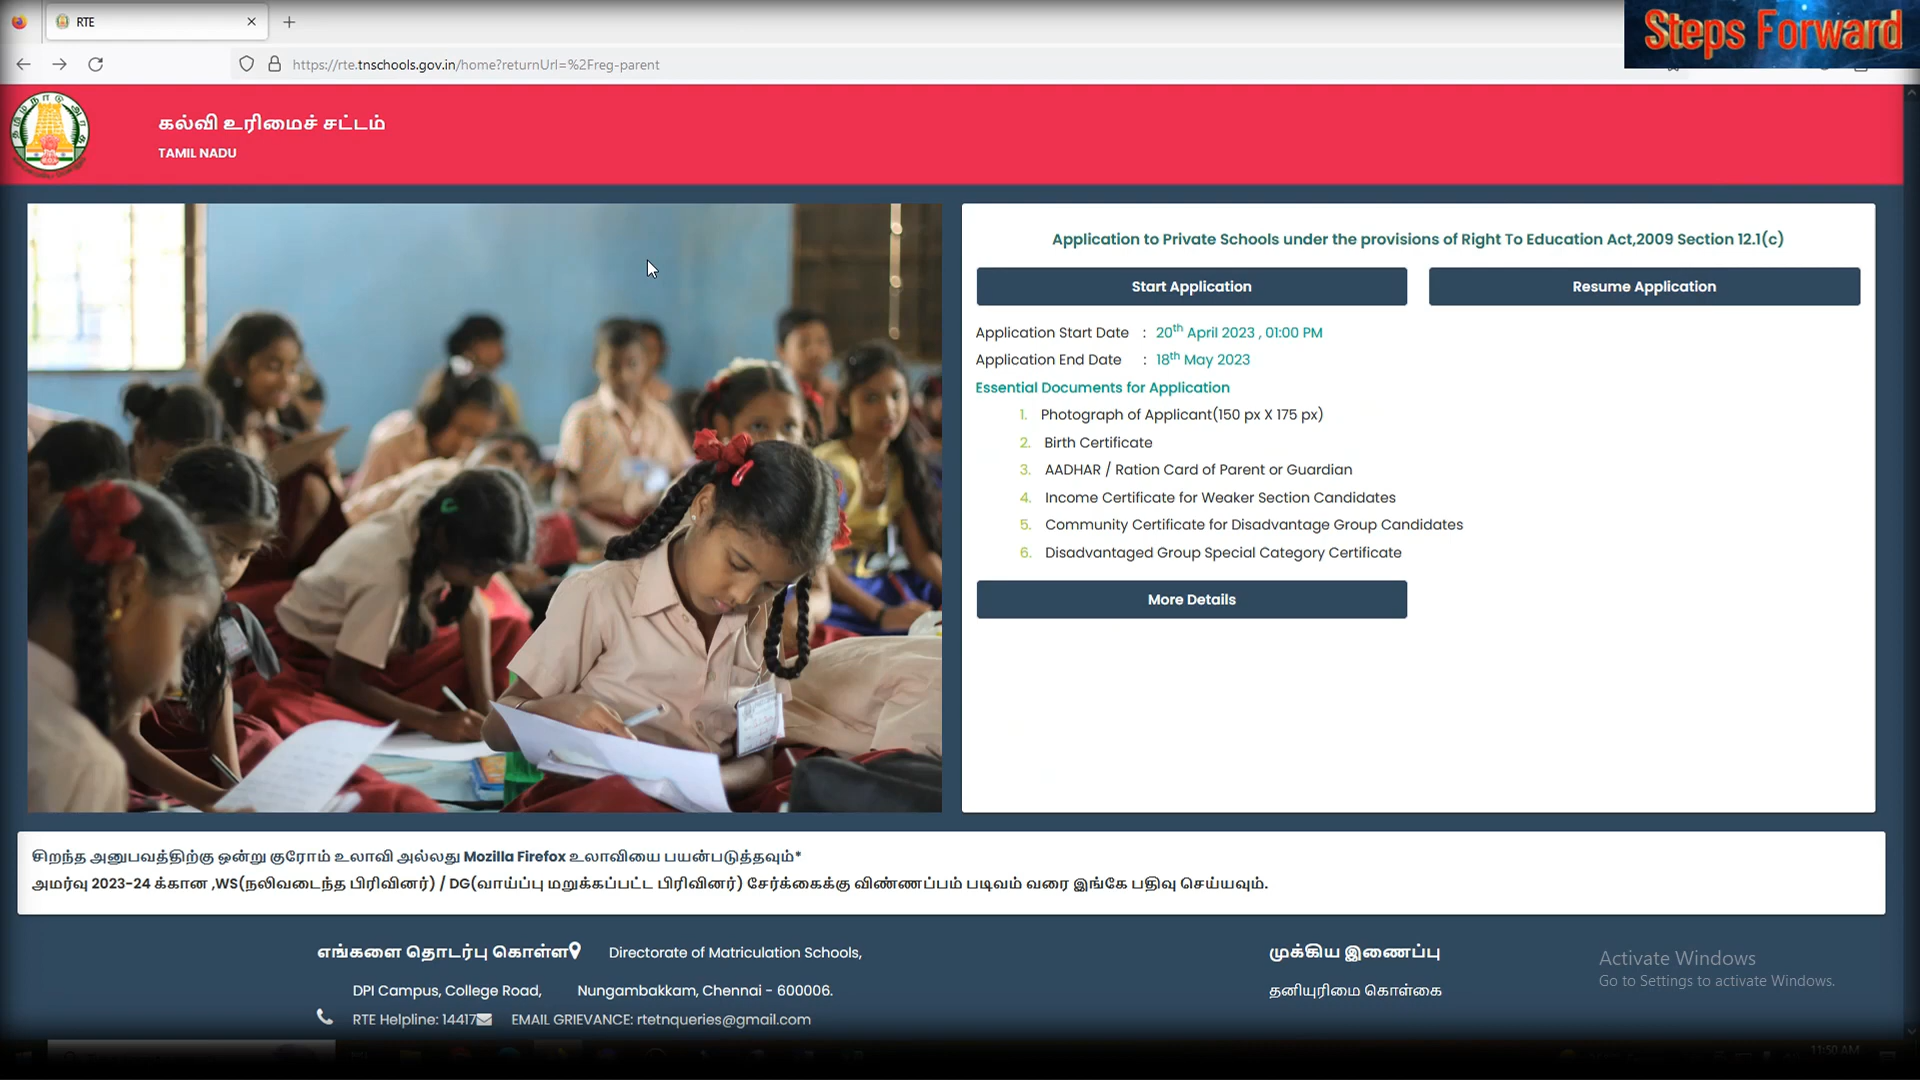 RTE
Steps Forward
https://rte.tnschools.gov.in/home?returnUrl=%2Freg-parent
கல்வி உரிமைச் சட்டம்
TAMIL NADU
Application to Private Schools under the provisions of Right To Education Act,2009 Section 12.1(c)
Start Application
Resume Application
Application Start Date : 20th April 2023 , 01:00 PM
Application End Date : 18th May 2023
Essential Documents for Application
1. Photograph of Applicant(150 px X 175 px)
2. Birth Certificate
3. AADHAR / Ration Card of Parent or Guardian
4. Income Certificate for Weaker Section Candidates
5. Community Certificate for Disadvantage Group Candidates
6. Disadvantaged Group Special Category Certificate
More Details
சிறந்த அனுபவத்திற்கு ஒன்று குரோம் உலாவி அல்லது Mozilla Firefox உலாவியை பயன்படுத்தவும்*
அமர்வு 2023-24 க்கான ,WS(நலிவடைந்த பிரிவினர்) / DG(வாய்ப்பு மறுக்கப்பட்ட பிரிவினர்) சேர்க்கைக்கு விண்ணப்பம் படிவம் வரை இங்கே பதிவு செய்யவும்.
எங்களை தொடர்பு கொள்ள Directorate of Matriculation Schools,
DPI Campus, College Road, Nungambakkam, Chennai - 600006.
RTE Helpline: 14417 EMAIL GRIEVANCE: rtetnqueries@gmail.com
முக்கிய இணைப்பு
தனியுரிமை கொள்கை
Activate Windows
Go to Settings to activate Windows.
11:50 AM